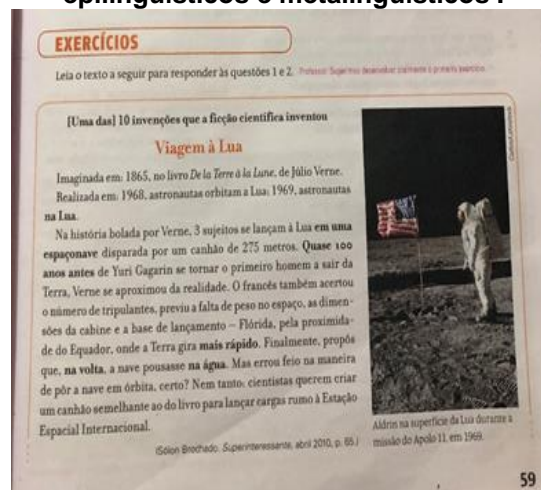 epilinguísticos e metalinguísticos .
EXERCÍCIOS
Leia o texto a seguir para responder às questões 1 e 2. Professor: Sugerimos desenvolver oralmente o primeiro exercício.
[Uma das] 10 invenções que a ficção científica inventou
Viagem à Lua
Imaginada em: 1865, no livro De la Terre à la Lune, de Júlio Verne.
Realizada em: 1968, astronautas orbitam a Lua; 1969, astronautas
na Lua.
Na história bolada por Verne, 3 sujeitos se lançam à Lua em uma
espaçonave disparada por um canhão de 275 metros. Quase 100
anos antes de Yuri Gagarin se tornar o primeiro homem a sair da
Terra, Verne se aproximou da realidade. O francês também acertou
o número de tripulantes, previu a falta de peso no espaço, as dimen-
sões da cabine e a base de lançamento – Flórida, pela proximida-
de do Equador, onde a Terra gira mais rápido. Finalmente, propôs
que, na volta, a nave pousasse na água. Mas errou feio na maneira
de pôr a nave em órbita, certo? Nem tanto: cientistas querem criar
um canhão semelhante ao do livro para lançar cargas rumo à Estação
Espacial Internacional.
(Sólon Brochado. Superinteressante, abril 2010, p. 65.)
Aldrin na superfície da Lua durante a
missão do Apolo 11, em 1969.
59